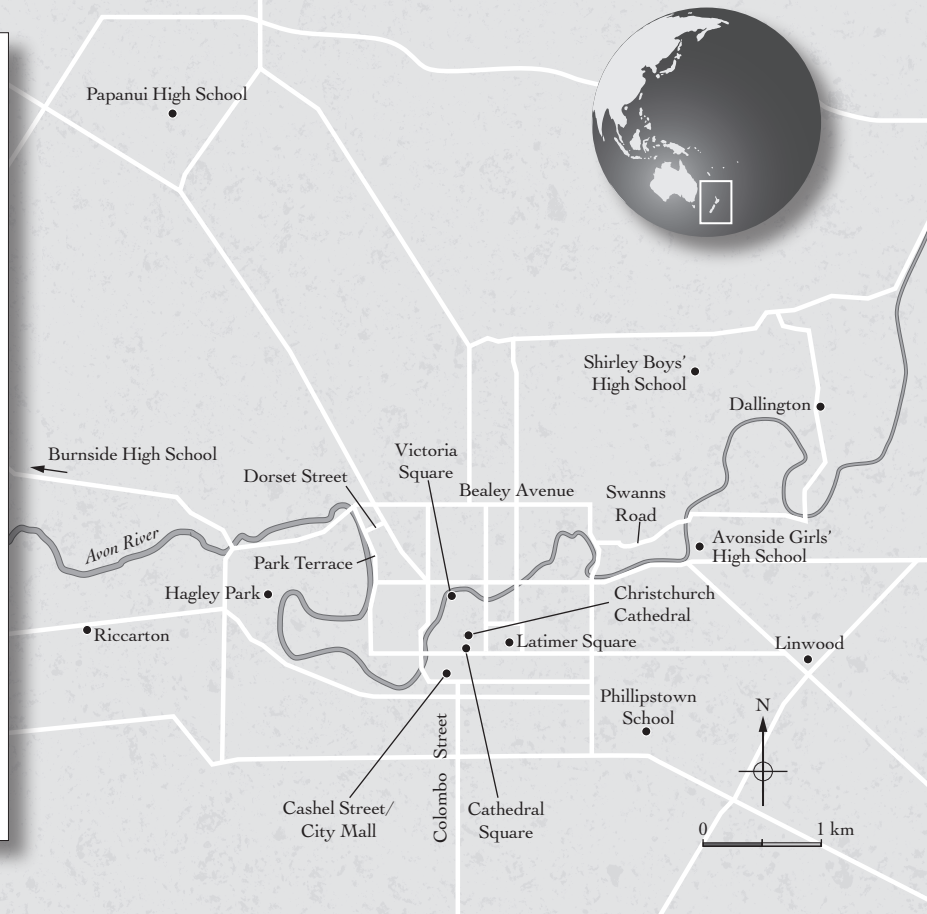 Papanui High School
Shirley Boys'
High School
Dallington
Burnside High School
Victoria
Square
Dorset Street
Bealey Avenue
Swanns
Road
Avon River
Avonside Girls'
High School
Park Terrace
Hagley Park
Christchurch
Cathedral
Riccarton
Latimer Square
Linwood
Phillipstown
School
N
Colombo Street
Cashel Street/
City Mall
Cathedral
Square
0
1 km